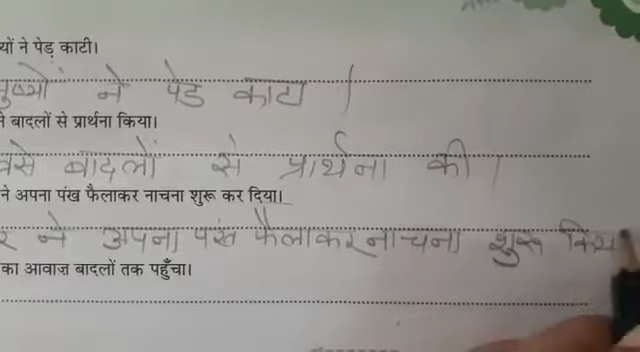 यों ने पेड़ काटी।
नुष्यों ने पेड काटा ।
ने बादलों से प्रार्थना किया।
बादलों से प्रार्थना की ।
ने अपना पंख फैलाकर नाचना शुरू कर दिया।
र ने अपना पंख फैलाकर नाचना शुरू किया
का आवाज़ बादलों तक पहुँचा।